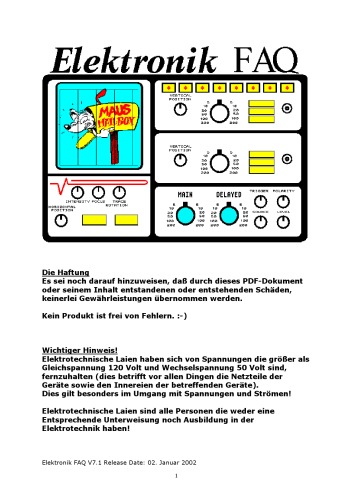 Elektronik FAQ
MAUS
MEILBOY
VERTICAL
POSITION
VERTICAL
POSITION
INTENSITY FOCUS TRACE
ROTATION
HORIZONTAL
POSITION
MAIN
DELAYED
TRIGGER POLARITY
Die Haftung
Es sei noch darauf hinzuweisen, daß durch dieses PDF-Dokument
oder seinem Inhalt entstandenen oder entstehenden Schäden,
keinerlei Gewährleistungen übernommen werden.
Kein Produkt ist frei von Fehlern. :-)
Wichtiger Hinweis!
Elektrotechnische Laien haben sich von Spannungen die größer als
Gleichspannung 120 Volt und Wechselspannung 50 Volt sind,
fernzuhalten (dies betrifft vor allen Dingen die Netzteile der
Geräte sowie den Innereien der betreffenden Geräte).
Dies gilt besonders im Umgang mit Spannungen und Strömen!
Elektrotechnische Laien sind alle Personen die weder eine
Entsprechende Unterweisung noch Ausbildung in der
Elektrotechnik haben!
Elektronik FAQ V7.1 Release Date: 02. Januar 2002
1